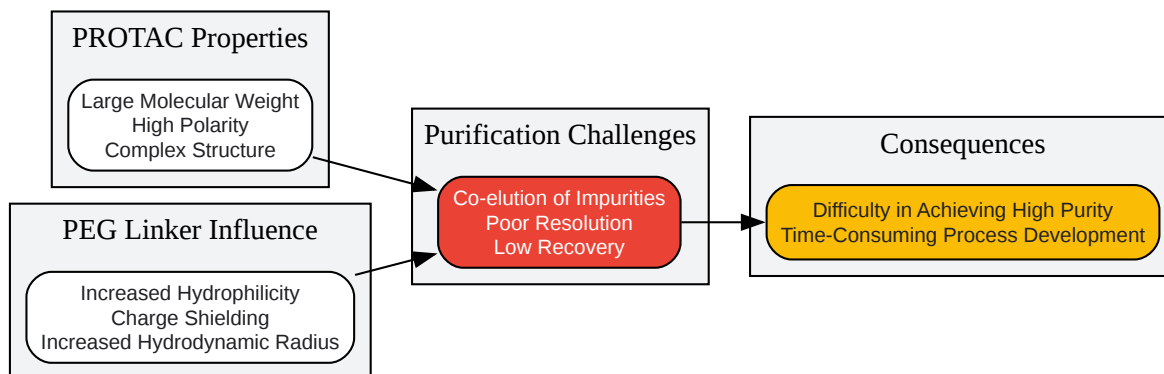 PROTAC Properties
Large Molecular Weight
High Polarity
Complex Structure
PEG Linker Influence
Increased Hydrophilicity
Charge Shielding
Increased Hydrodynamic Radius
Purification Challenges
Co-elution of Impurities
Poor Resolution
Low Recovery
Consequences
Difficulty in Achieving High Purity
Time-Consuming Process Development